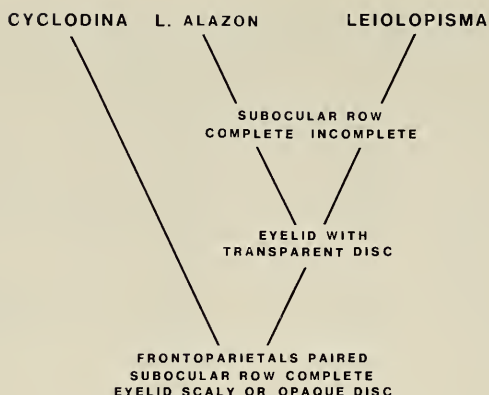 CYCLODINA L. ALAZON LEIOLOPISMA
SUBOCULAR ROW
COMPLETE INCOMPLETE
EYELID WITH
TRANSPARENT DISC
FRONTOPARIETALS PAIRED
SUBOCULAR ROW COMPLETE
EYELID SCALY OR OPAQUE DISC